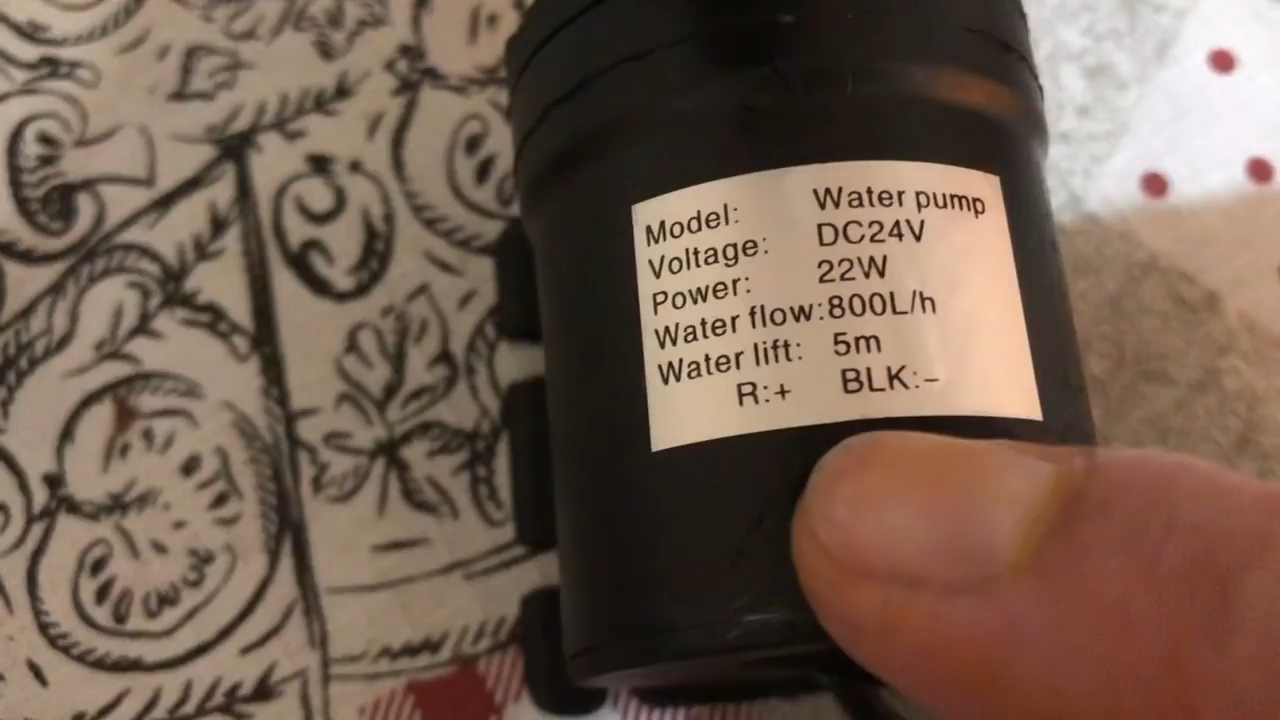 Model: Water pump
Voltage: DC24V
Power: 22W
Water flow:800L/h
Water lift: 5m
R:+ BLK:–